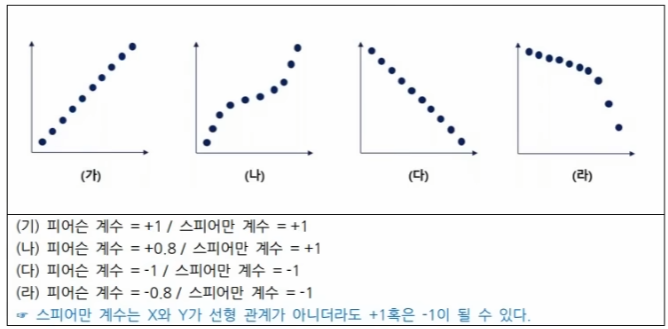 (가)
(나)
(다)
(라)
(기) 피어슨 계수 = +1 / 스피어만 계수 = +1
(나) 피어슨 계수 = +0.8 / 스피어만 계수 = +1
(다) 피어슨 계수 = -1 / 스피어만 계수 = -1
(라) 피어슨 계수 = -0.8 / 스피어만 계수 = -1
☞ 스피어만 계수는 X와 Y가 선형 관계가 아니더라도 +1혹은 -1이 될 수 있다.